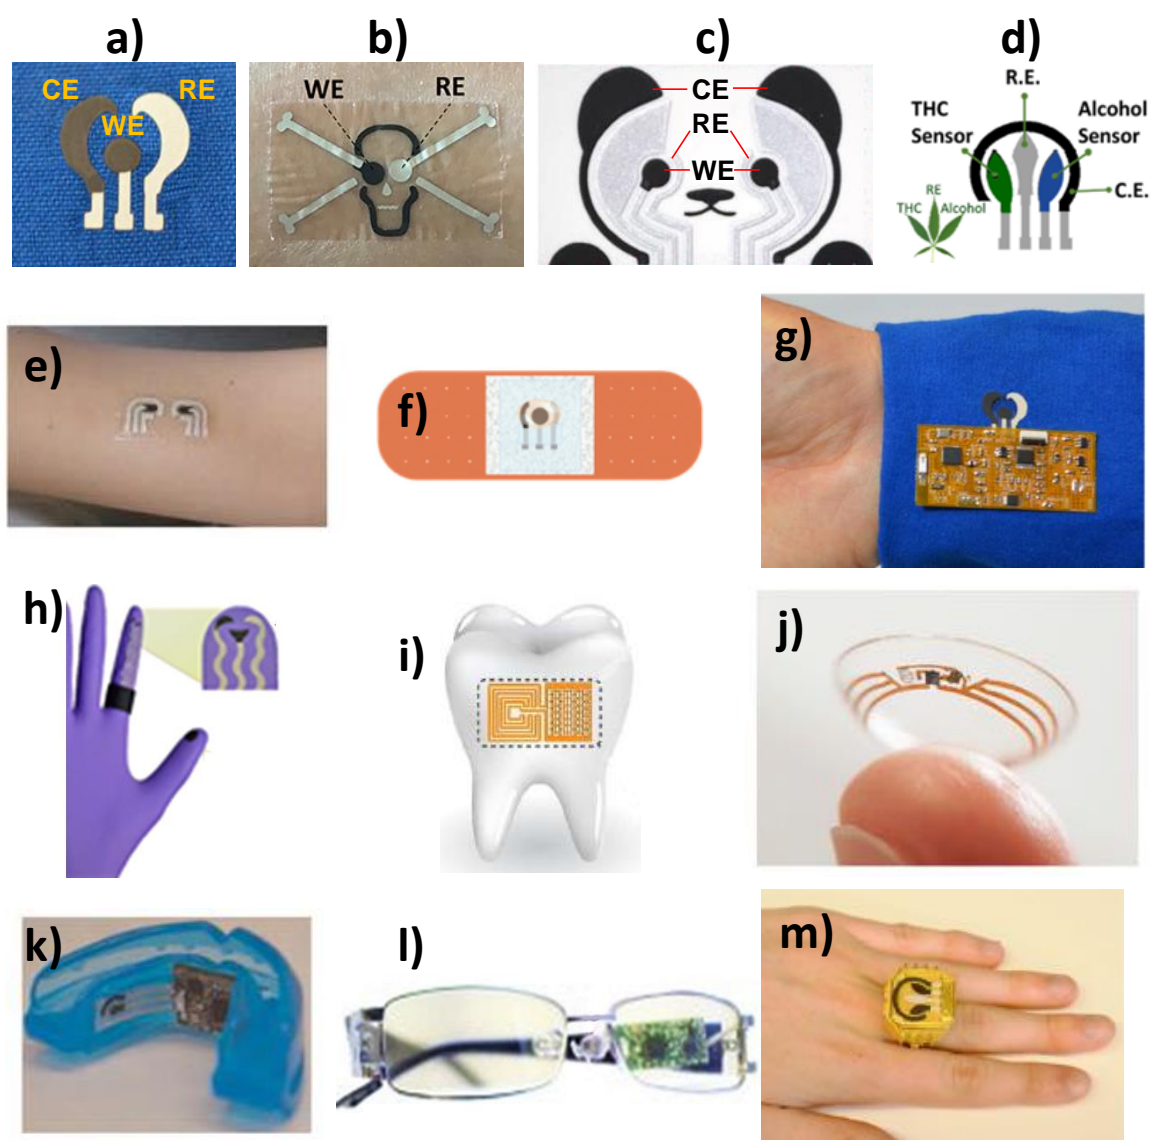 a)
b)
c)
d)
CE
RE
WE
WE
RE
CE
RE
WE
R.E.
THC
Sensor
Alcohol
Sensor
C.E.
RE
THC
Alcohol
e)
f)
g)
h)
i)
j)
k)
l)
m)